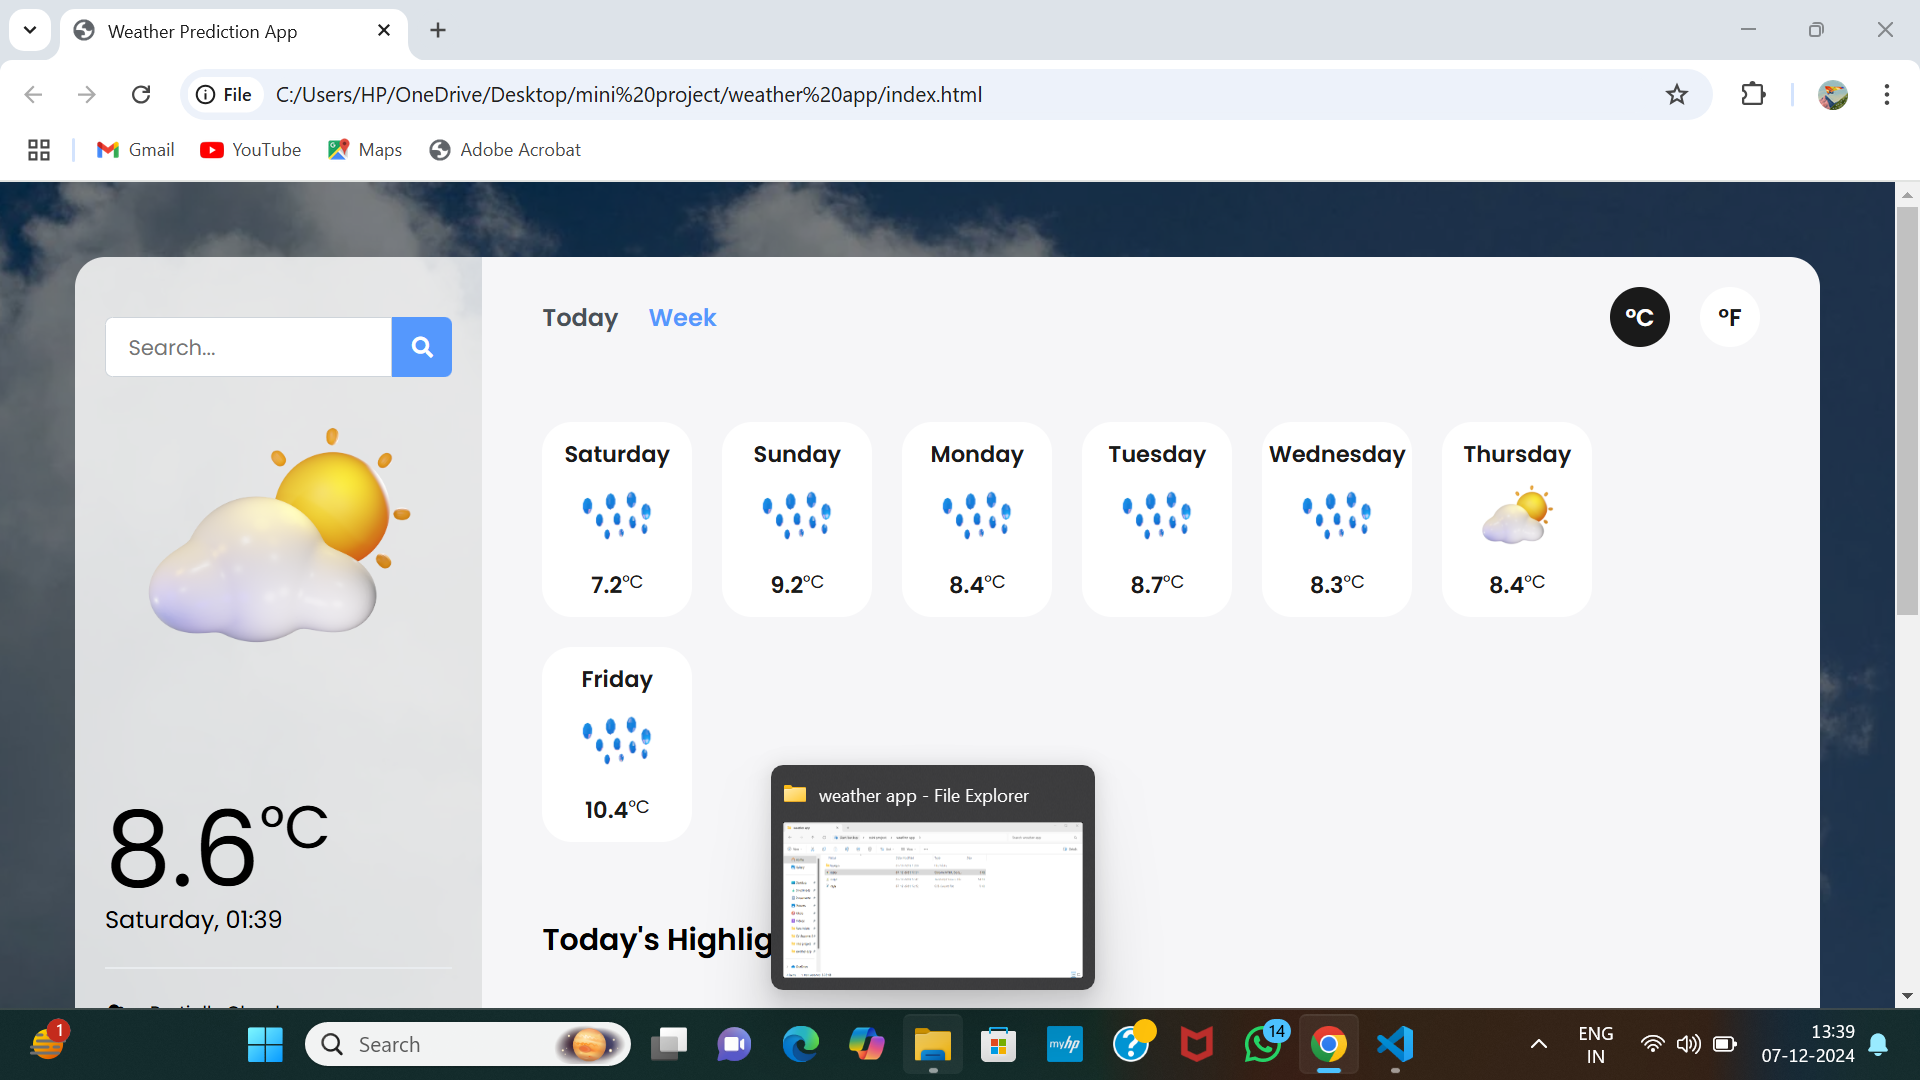 Weather Prediction App
File
C:/Users/HP/OneDrive/Desktop/mini%20project/weather%20app/index.html
Gmail
YouTube
Maps
Adobe Acrobat
Search...
Today
Week
°C
°F
Saturday
Sunday
Monday
Tuesday
Wednesday
Thursday
7.2°C
9.2°C
8.4°C
8.7°C
8.3°C
8.4°C
Friday
10.4°C
8.6°C
Saturday, 01:39
Today's Highlig
weather app - File Explorer
1
Search
myhp
?
14
ENG
IN
13:39
07-12-2024